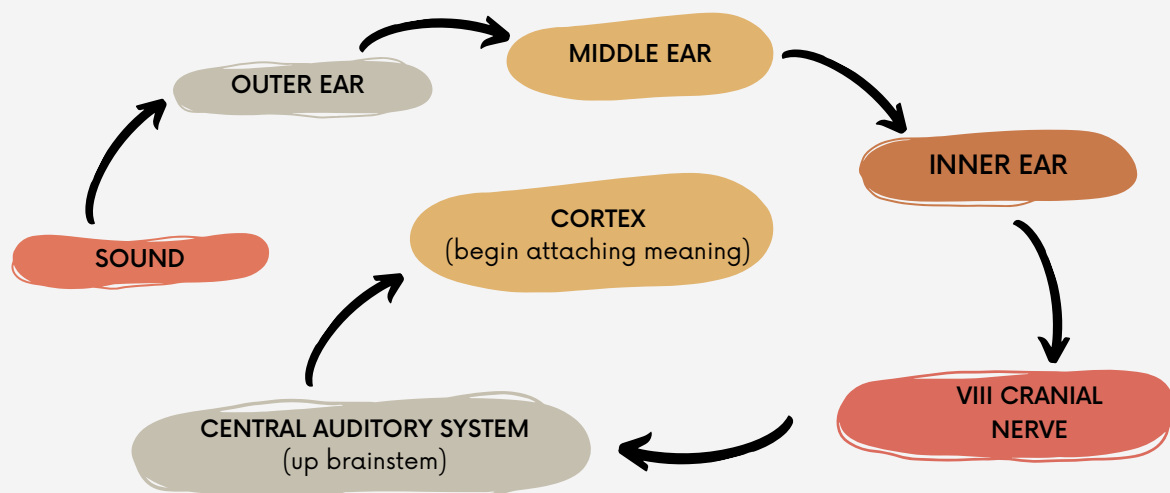 SOUND
OUTER EAR
MIDDLE EAR
INNER EAR
VIII CRANIAL
NERVE
CENTRAL AUDITORY SYSTEM
(up brainstem)
CORTEX
(begin attaching meaning)